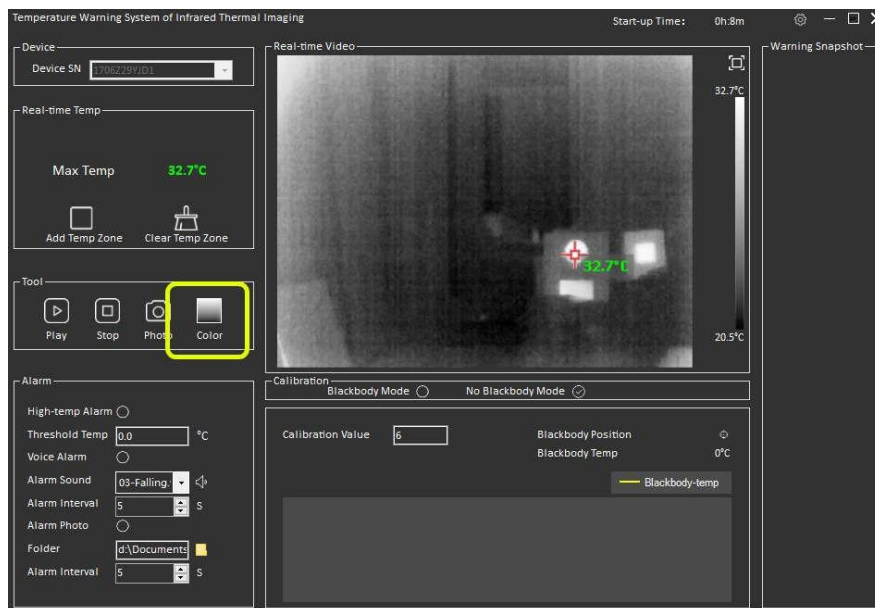 Temperature Warning System of Infrared Thermal Imaging
Start-up Time: 0h:8m
Device
Device SN 1706Z29YJD1
Real-time Temp
Max Temp 32.7°C
Add Temp Zone Clear Temp Zone
Tool
Play Stop Photo Color
Alarm
High-temp Alarm
Threshold Temp 0.0 °C
Voice Alarm
Alarm Sound 03-Falling.
Alarm Interval 5 S
Alarm Photo
Folder d:\Documents
Alarm Interval 5 S
Real-time Video
32.7°C
32.7°C
20.5°C
Calibration
Blackbody Mode No Blackbody Mode
Calibration Value 6
Blackbody Position
Blackbody Temp 0°C
Blackbody-temp
Warning Snapshot